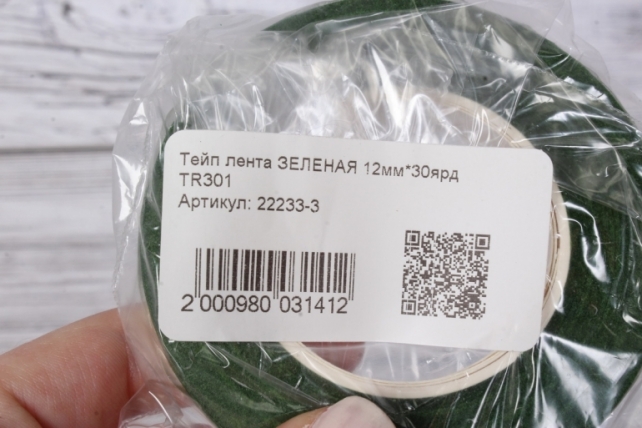 Тейп лента ЗЕЛЕНАЯ 12мм*30ярд
TR301
Артикул: 22233-3
2 000980 031412